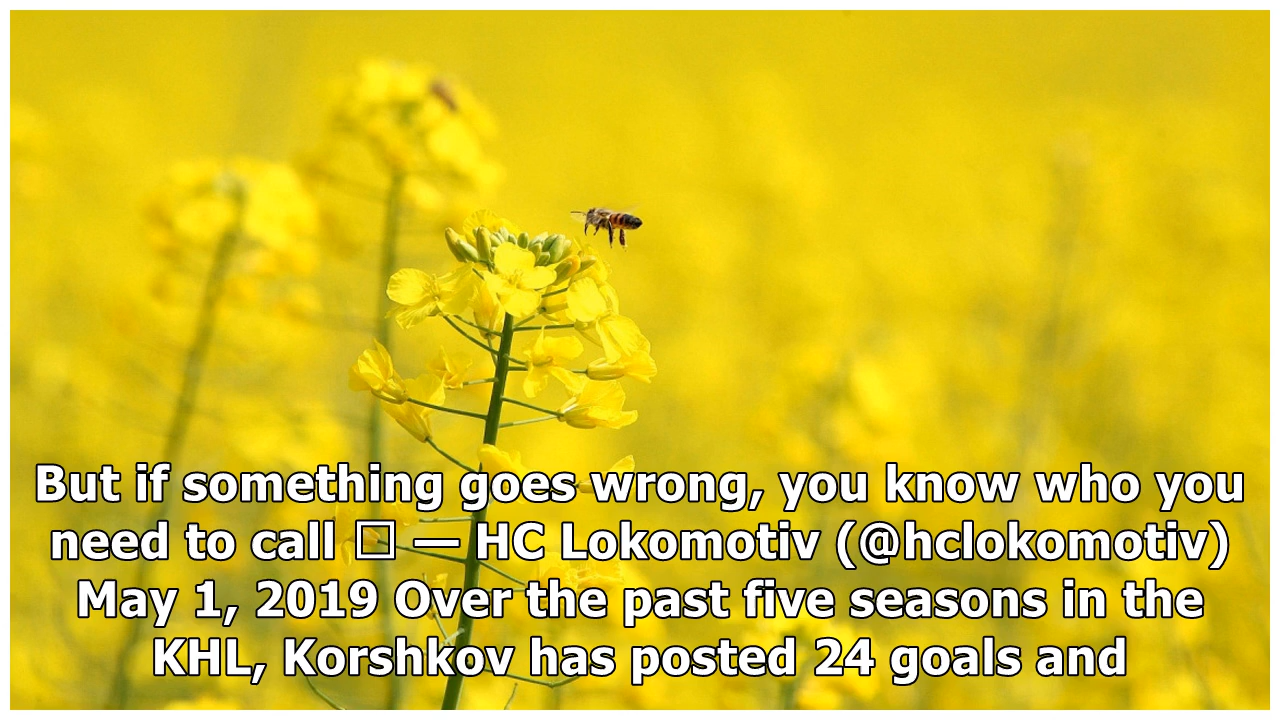 But if something goes wrong, you know who you
need to call □ — HC Lokomotiv (@hclokomotiv)
May 1, 2019 Over the past five seasons in the
KHL, Korshkov has posted 24 goals and